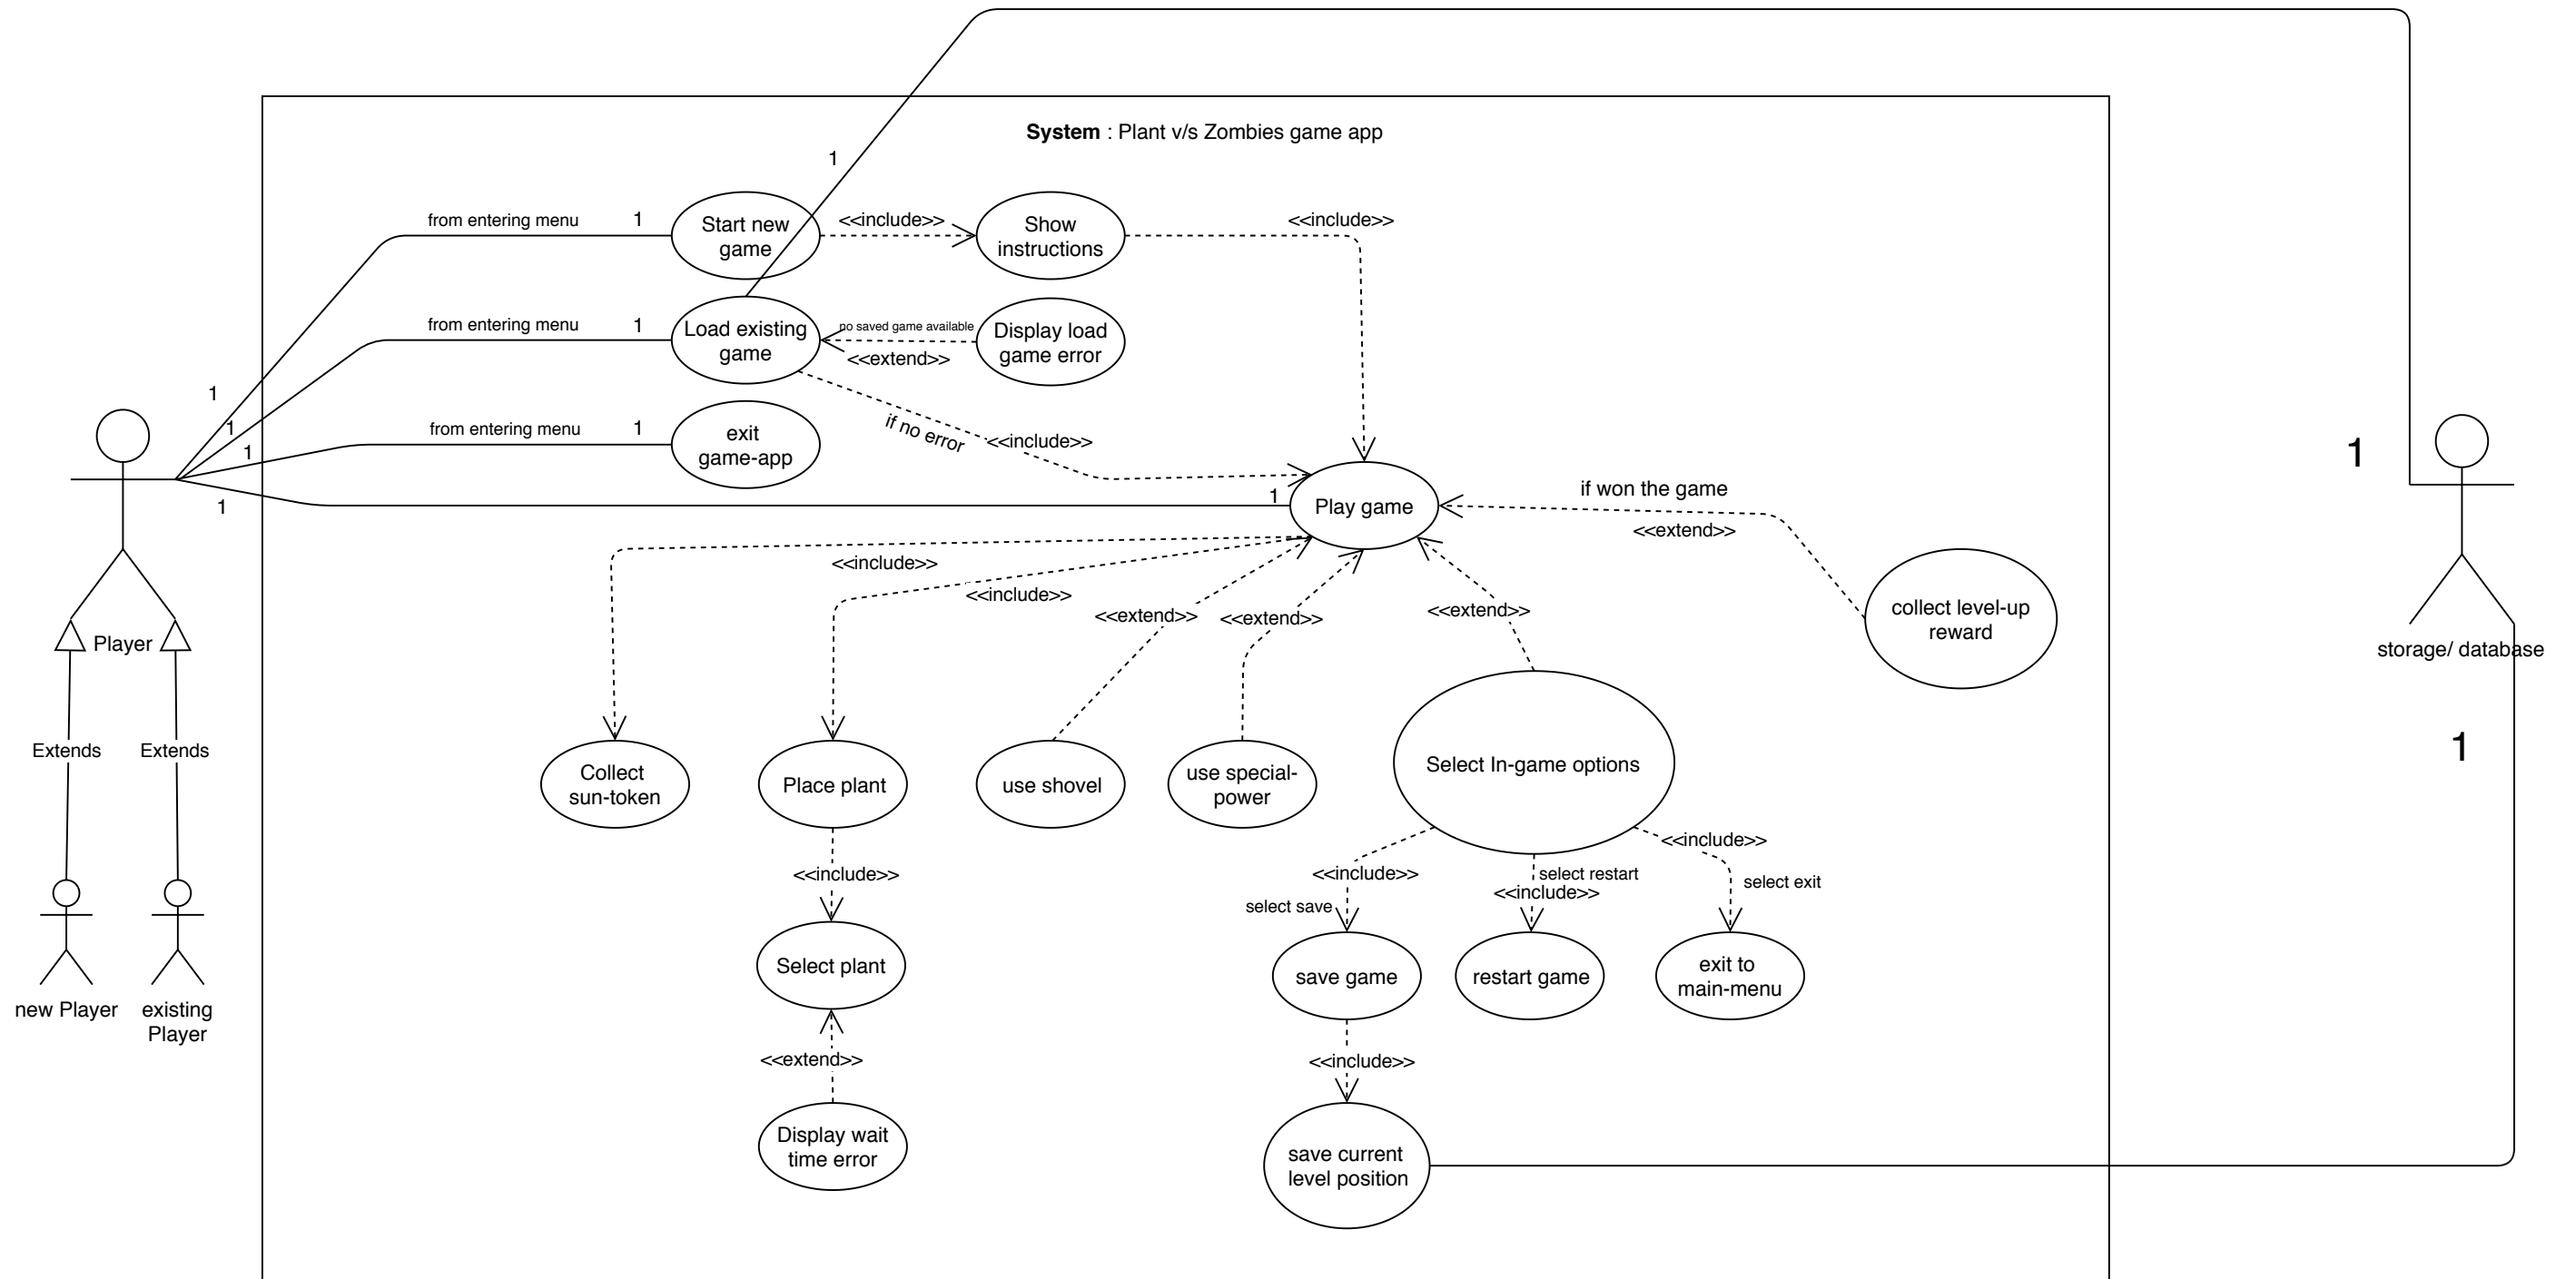 System : Plant v/s Zombies game app
1
from entering menu
1
Start new
game
<<include>>
Show
instructions
<<include>>
from entering menu
1
Load existing
game
no saved game available
<<extend>>
Display load
game error
1
1
from entering menu
1
exit
game-app
if no error
<<include>>
1
1
1
Play game
if won the game
<<extend>>
1
<<include>>
<<include>>
<<extend>>
<<extend>>
<<extend>>
collect level-up
reward
Player
storage/ database
Extends
Extends
1
Collect
sun-token
Place plant
use shovel
use special-
power
Select In-game options
<<include>>
<<include>>
select save
select restart
<<include>>
<<include>>
select exit
Select plant
save game
restart game
exit to
main-menu
new Player
existing
Player
<<extend>>
<<include>>
Display wait
time error
save current
level position